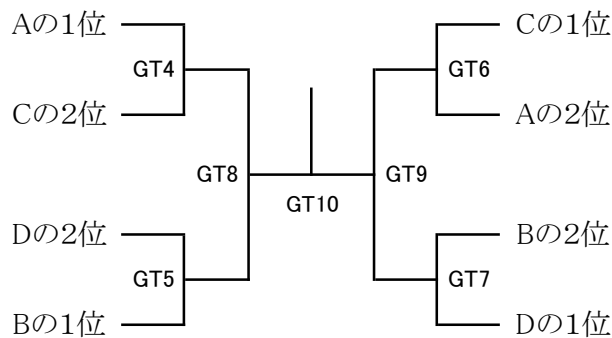 Aの1位
GT4
Cの2位
GT8
Dの2位
GT5
Bの1位
GT10
Cの1位
GT6
Aの2位
GT9
Bの2位
GT7
Dの1位